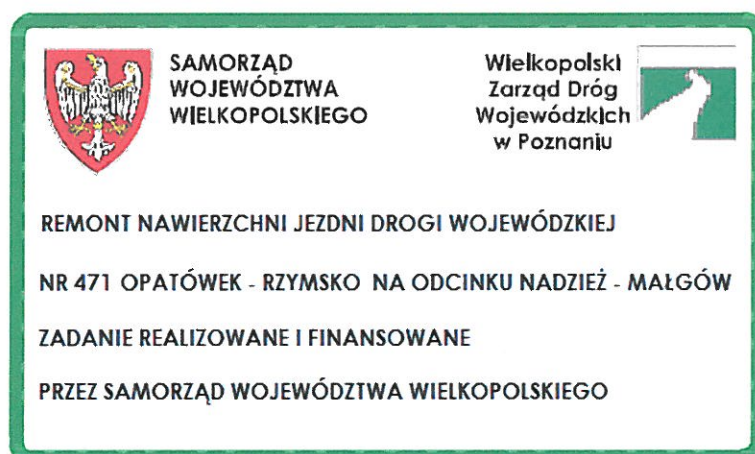 SAMORZĄD
WOJEWÓDZTWA
WIELKOPOLSKIEGO
Wielkopolski
Zarząd Dróg
Wojewódzkich
w Poznaniu
REMONT NAWIERZCHNI JEZDNI DROGI WOJEWÓDZKIEJ
NR 471 OPATÓWEK - RZYMSKO NA ODCINKU NADZIEŻ - MAŁGÓW
ZADANIE REALIZOWANE I FINANSOWANE
PRZEZ SAMORZĄD WOJEWÓDZTWA WIELKOPOLSKIEGO